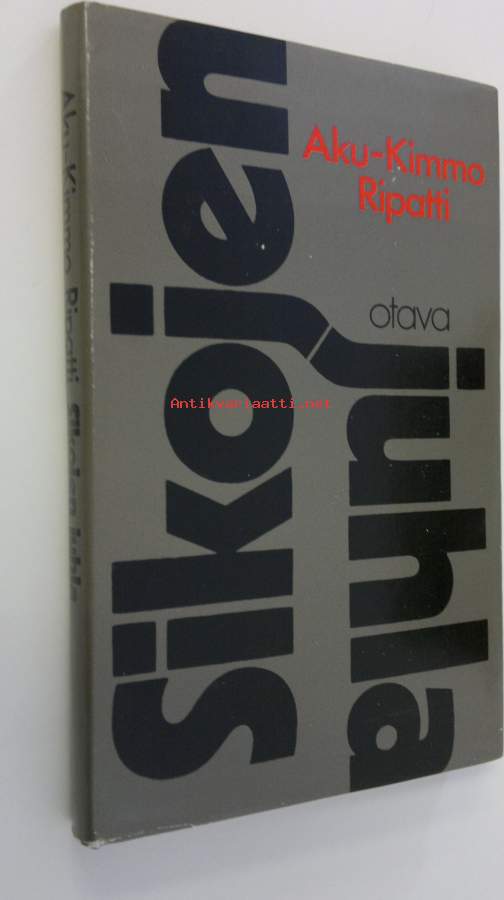 Aku-Kimmo Ripatti Sikojen juhla
Sikojen
juhla
Aku-Kimmo
Ripatti
otava
Antikvariaatti.net